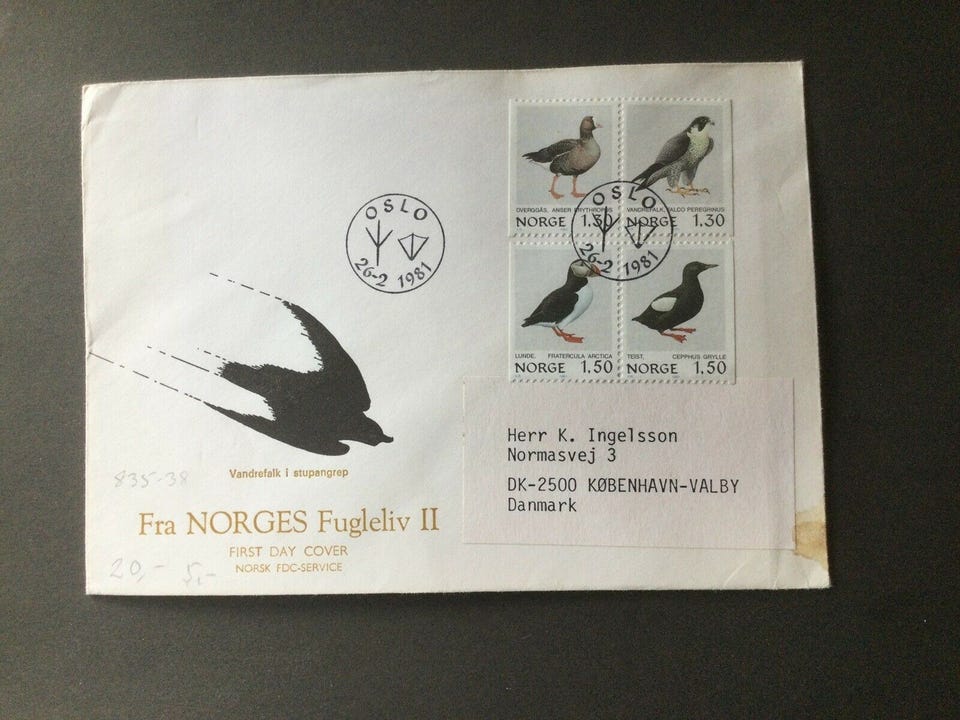 OVERGGÅS, ANSER ERYTHROPUS
NORGE 1.30
VANDREFALK, FALCO PEREGRINUS
NORGE 1.30
OSLO
26-2 1981
OSLO
26-2 1981
LUNDE, FRATERCULA ARCTICA
NORGE 1,50
TEIST, CEPPHUS GRYLLE
NORGE 1,50
Herr K. Ingelsson
Normasvej 3
DK-2500 KØBENHAVN-VALBY
Danmark
Vandrefalk i stupangrep
835-38
Fra NORGES Fugleliv II
FIRST DAY COVER
NORSK FDC-SERVICE
20,- 5,-